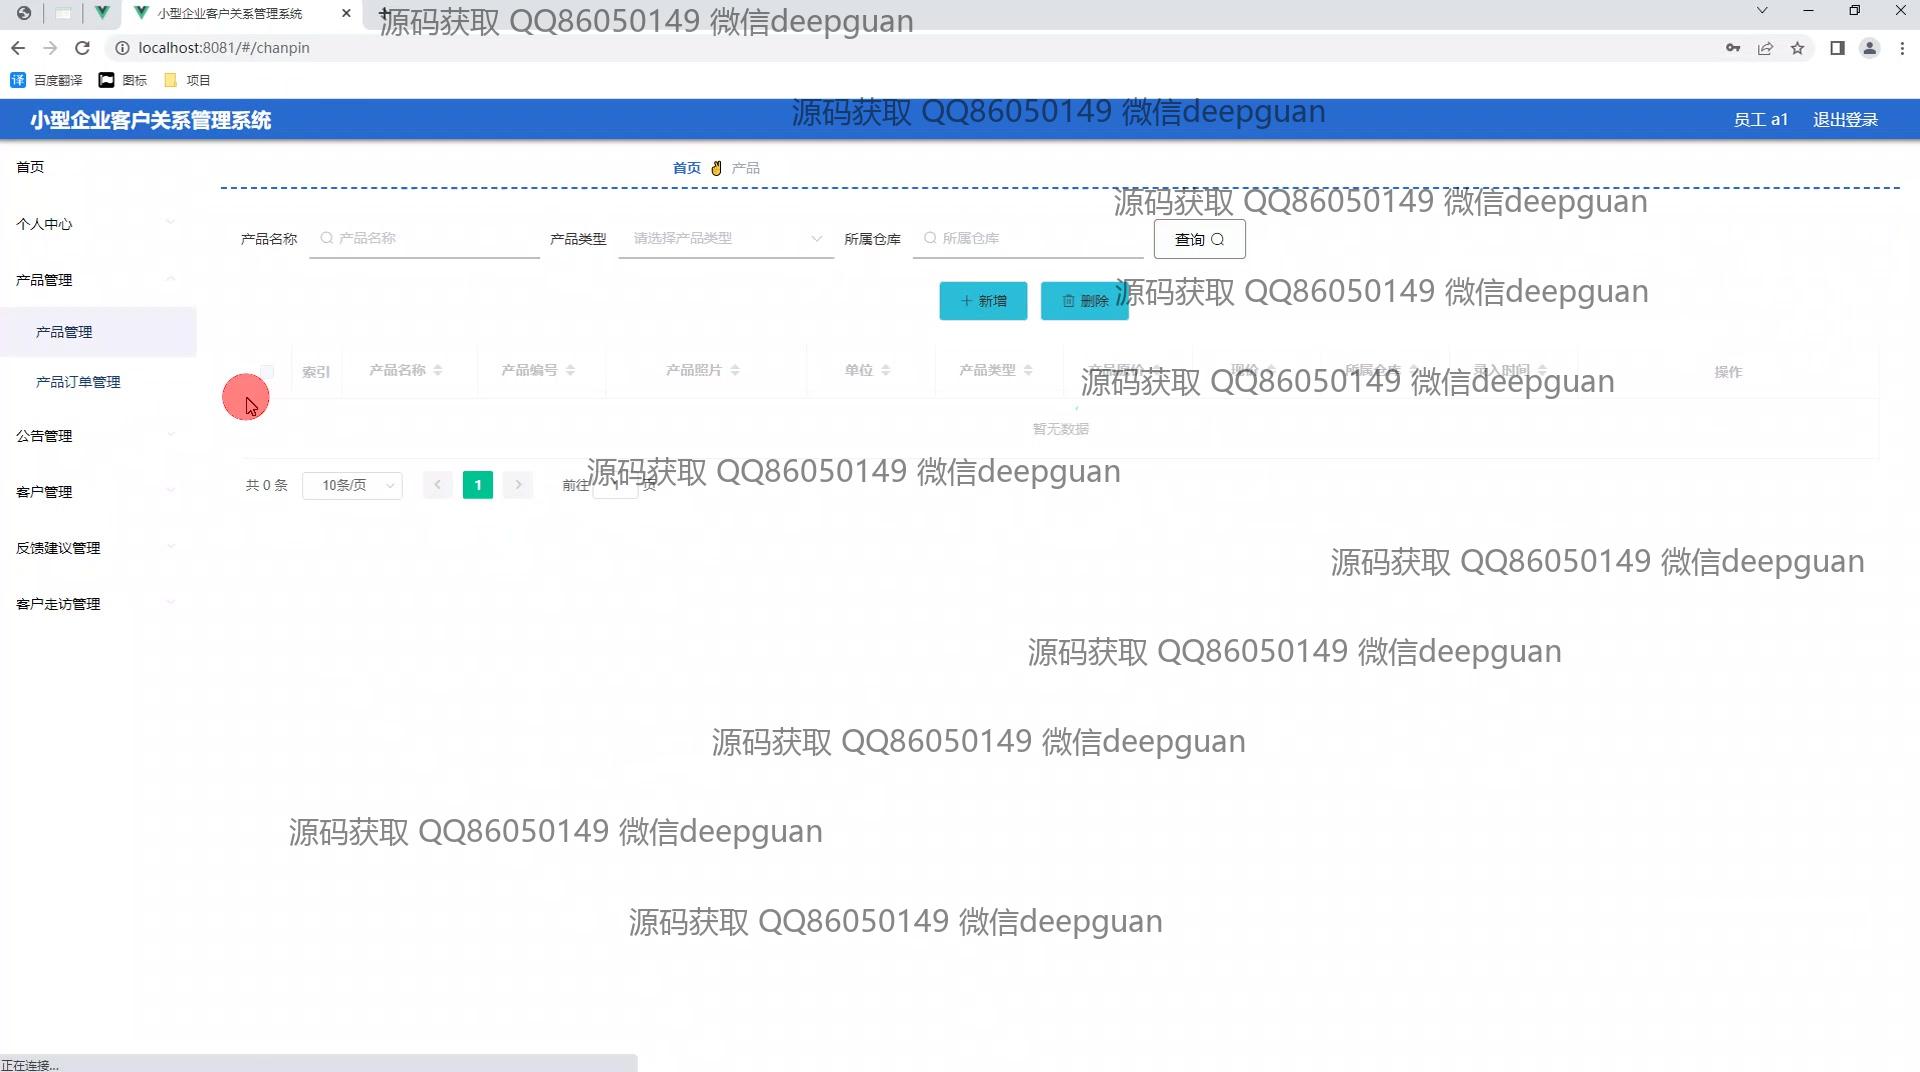 小型企业客户关系管理系统
源码获取 QQ86050149 微信deepguan
localhost:8081/#/chanpin
百度翻译 图标 项目
小型企业客户关系管理系统
源码获取 QQ86050149 微信deepguan
员工 a1 退出登录
首页
首页 产品
个人中心
源码获取 QQ86050149 微信deepguan
产品名称 产品名称 产品类型 请选择产品类型 所属仓库 所属仓库 查询
产品管理
新增 删除
源码获取 QQ86050149 微信deepguan
产品管理
索引 产品名称 产品编号 产品照片 单位 产品类型 产品原价 现价 所属仓库 录入时间 操作
产品订单管理
源码获取 QQ86050149 微信deepguan
暂无数据
公告管理
共 0 条 10条/页 1 前往 1 页
源码获取 QQ86050149 微信deepguan
客户管理
反馈建议管理
源码获取 QQ86050149 微信deepguan
客户走访管理
源码获取 QQ86050149 微信deepguan
源码获取 QQ86050149 微信deepguan
源码获取 QQ86050149 微信deepguan
源码获取 QQ86050149 微信deepguan
正在连接...